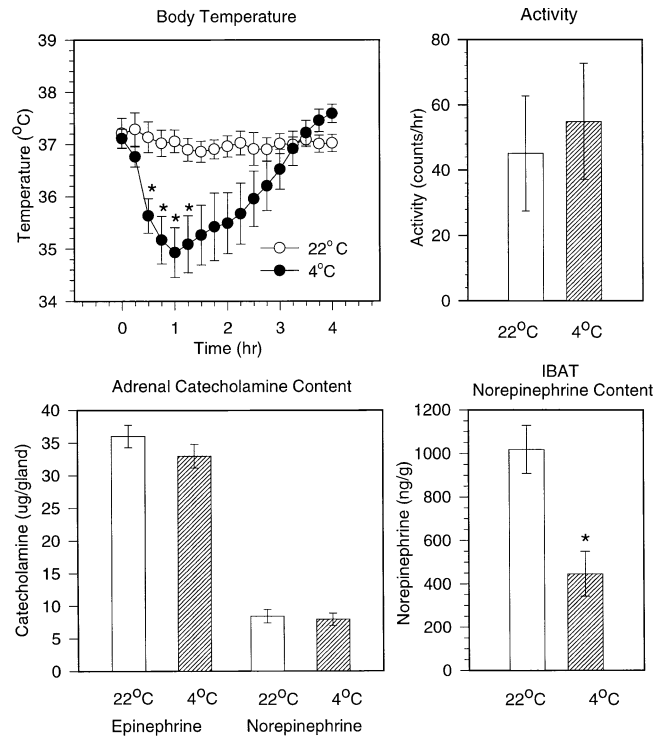 Body Temperature
39
38
37
36
35
34
Temperature (°C)
* * * *
22°C
4°C
0 1 2 3 4
Time (hr)
Activity
80
60
40
20
0
Activity (counts/hr)
22°C 4°C
Adrenal Catecholamine Content
40
35
30
25
20
15
10
5
0
Catecholamine (ug/gland)
22°C 4°C 22°C 4°C
Epinephrine Norepinephrine
IBAT
Norepinephrine Content
1200
1000
800
600
400
200
0
Norepinephrine (ng/g)
*
22°C 4°C